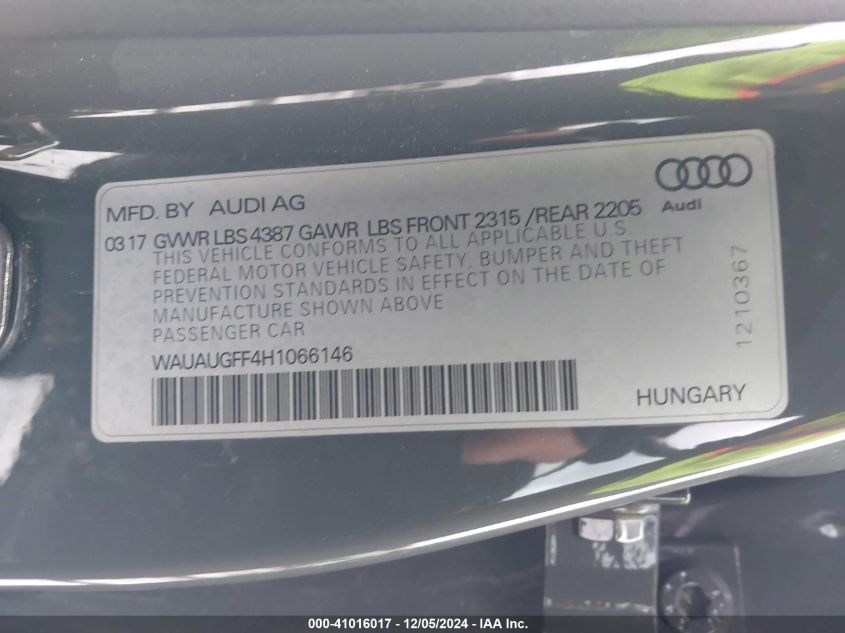 MFD. BY AUDI AG
Audi
0317 GVWR LBS 4387 GAWR LBS FRONT 2315 /REAR 2205
THIS VEHICLE CONFORMS TO ALL APPLICABLE U.S.
FEDERAL MOTOR VEHICLE SAFETY, BUMPER AND THEFT
PREVENTION STANDARDS IN EFFECT ON THE DATE OF
MANUFACTURE SHOWN ABOVE
PASSENGER CAR
1210367
WAUAUGFF4H1066146
HUNGARY
000-41016017 - 12/05/2024 - IAA Inc.